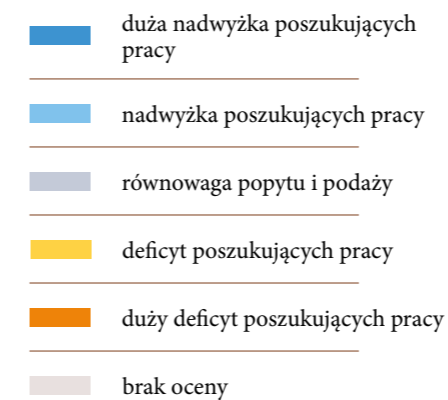 duża nadwyżka poszukujących
pracy
nadwyżka poszukujących pracy
równowaga popytu i podaży
deficyt poszukujących pracy
duży deficyt poszukujących pracy
brak oceny